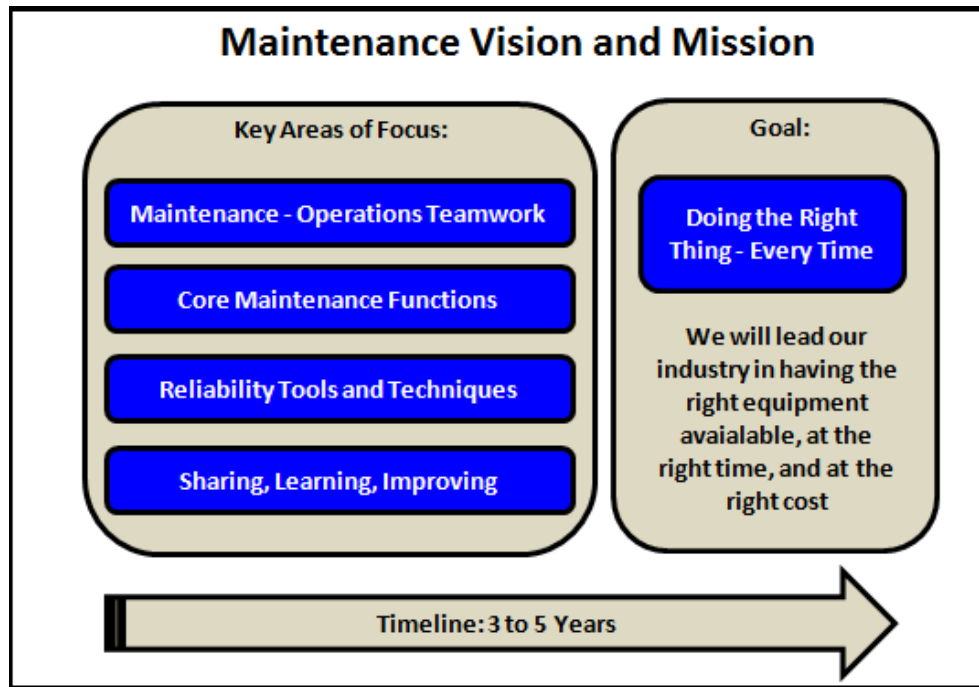 Maintenance Vision and Mission
Key Areas of Focus:
Maintenance - Operations Teamwork
Core Maintenance Functions
Reliability Tools and Techniques
Sharing, Learning, Improving
Goal:
Doing the Right
Thing - Every Time
We will lead our
industry in having the
right equipment
avaialable, at the
right time, and at the
right cost
Timeline: 3 to 5 Years